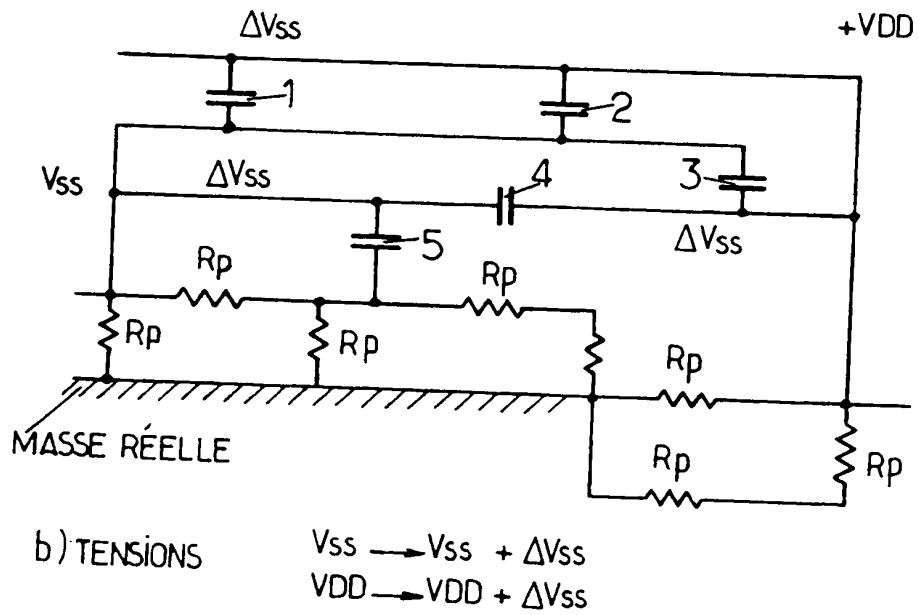 ΔVss
+VDD
1
2
3
4
5
Vss
ΔVss
ΔVss
Rp
Rp
Rp
Rp
Rp
Rp
Rp
MASSE RÉELLE
b) TENSIONS
Vss → Vss + ΔVss
VDD → VDD + ΔVss